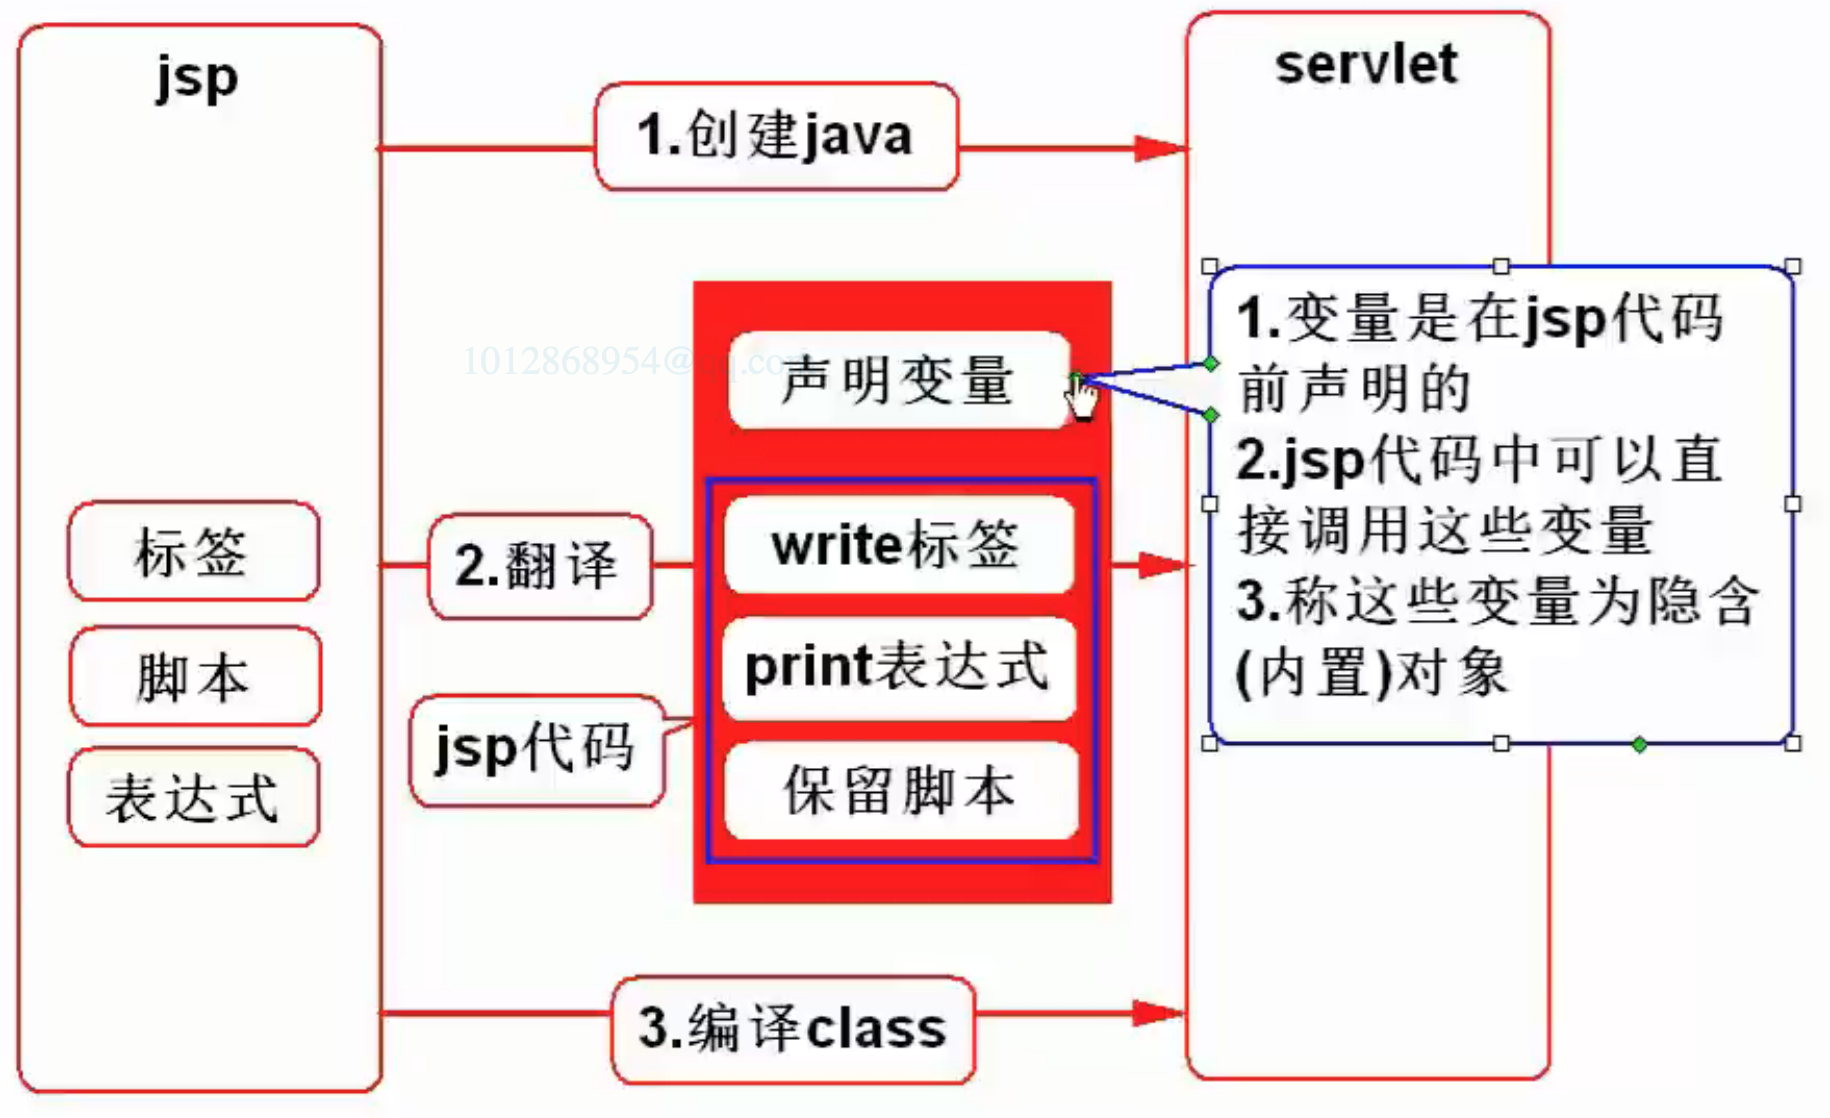 jsp
servlet
1.创建java
1.变量是在jsp代码
前声明的
2.jsp代码中可以直
接调用这些变量
3.称这些变量为隐含
(内置)对象
声明变量
标签
脚本
表达式
2.翻译
write标签
print表达式
保留脚本
jsp代码
3.编译class